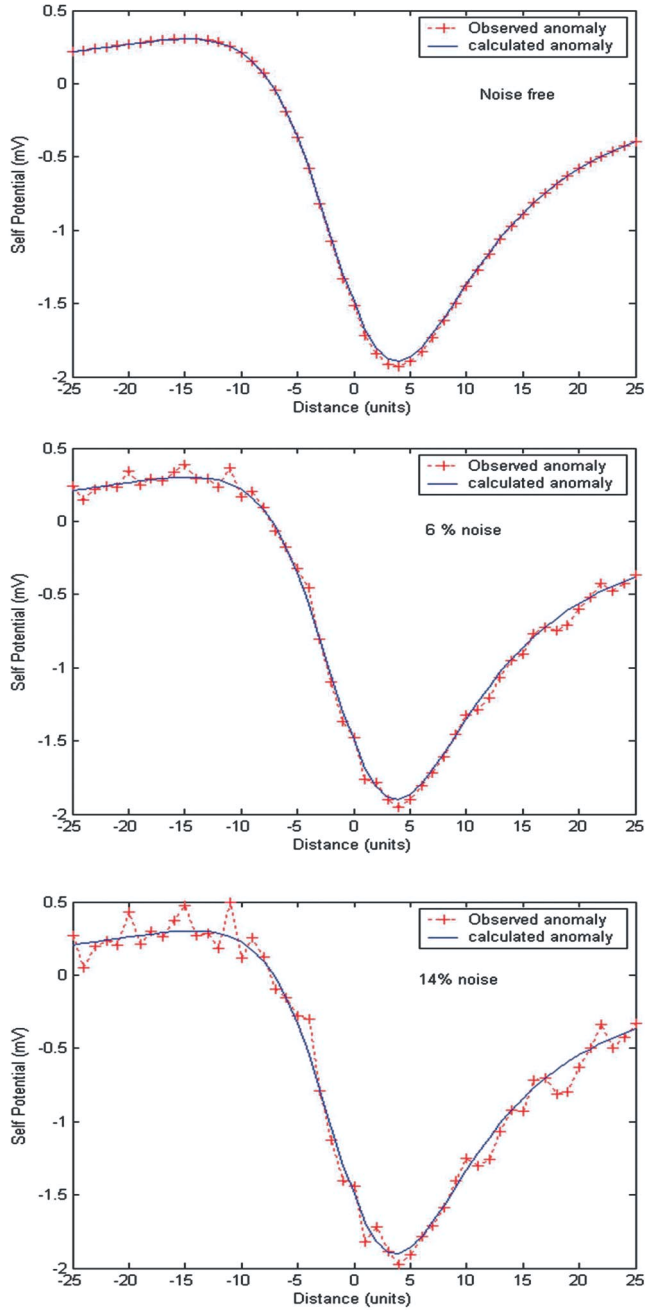 0.5
Observed anomaly
calculated anomaly
0
Noise free
-0.5
Self Potential (mV)
-1
-1.5
-2
-25 -20 -15 -10 -5 0 5 10 15 20 25
Distance (units)
0.5
Observed anomaly
calculated anomaly
0
6 % noise
-0.5
Self Potential (mV)
-1
-1.5
-2
-25 -20 -15 -10 -5 0 5 10 15 20 25
Distance (units)
0.5
Observed anomaly
calculated anomaly
0
14% noise
-0.5
Self Potential (mV)
-1
-1.5
-2
-25 -20 -15 -10 -5 0 5 10 15 20 25
Distance (units)